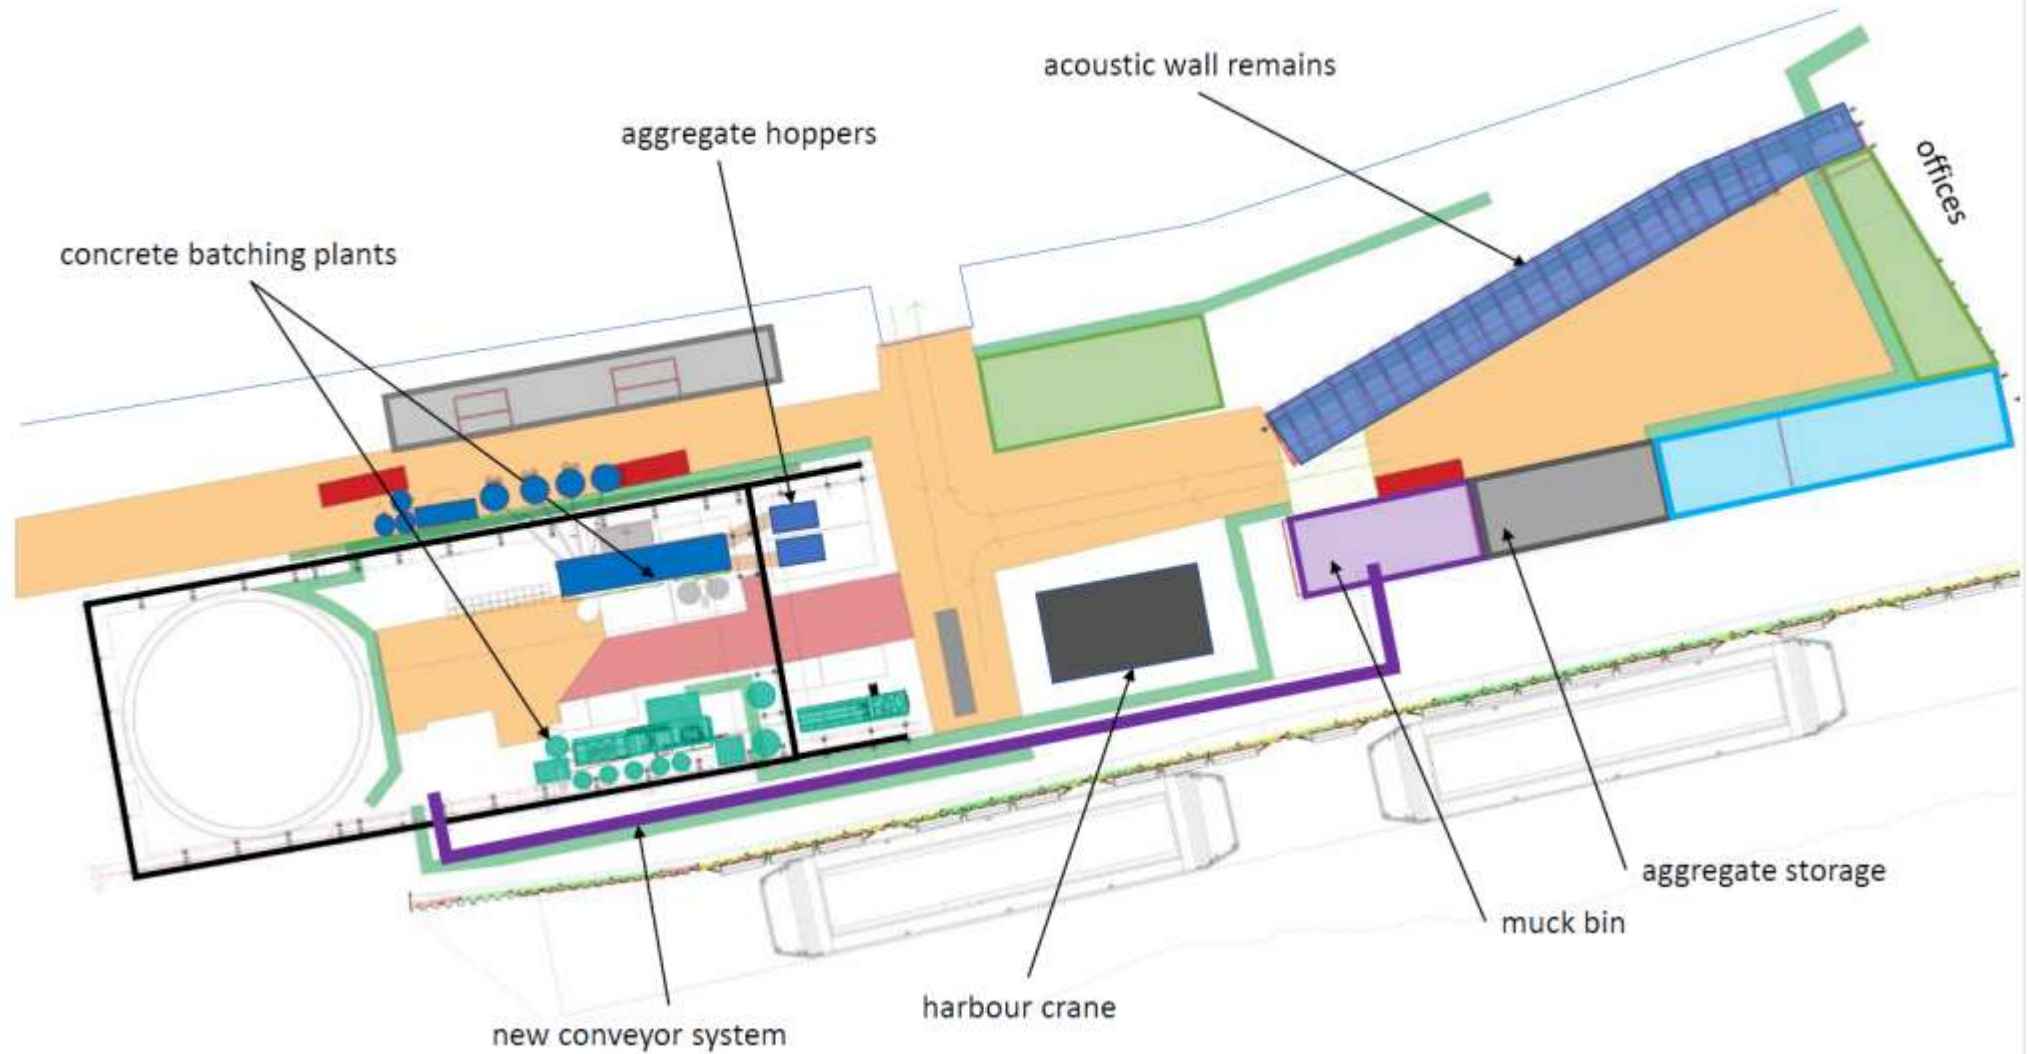 acoustic wall remains
aggregate hoppers
offices
concrete batching plants
aggregate storage
muck bin
harbour crane
new conveyor system